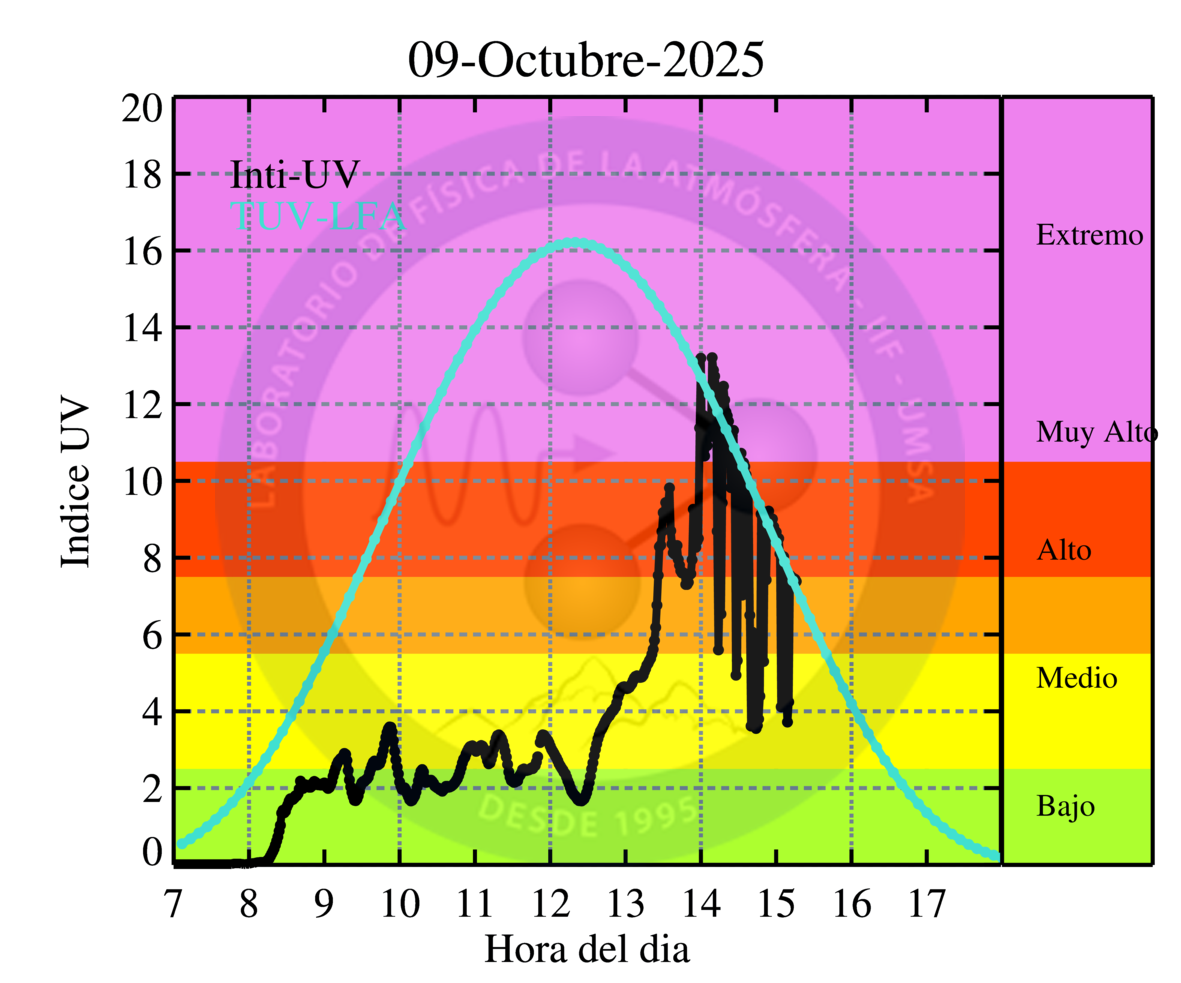 09-Octubre-2025
20
18
16
14
12
10
8
6
4
2
0
Indice UV
Inti-UV
TUV-LFA
LABORATORIO DE FÍSICA DE LA ATMÓSFERA - IIF - UMSA
DESDE 1995
Extremo
Muy Alto
Alto
Medio
Bajo
7 8 9 10 11 12 13 14 15 16 17
Hora del dia